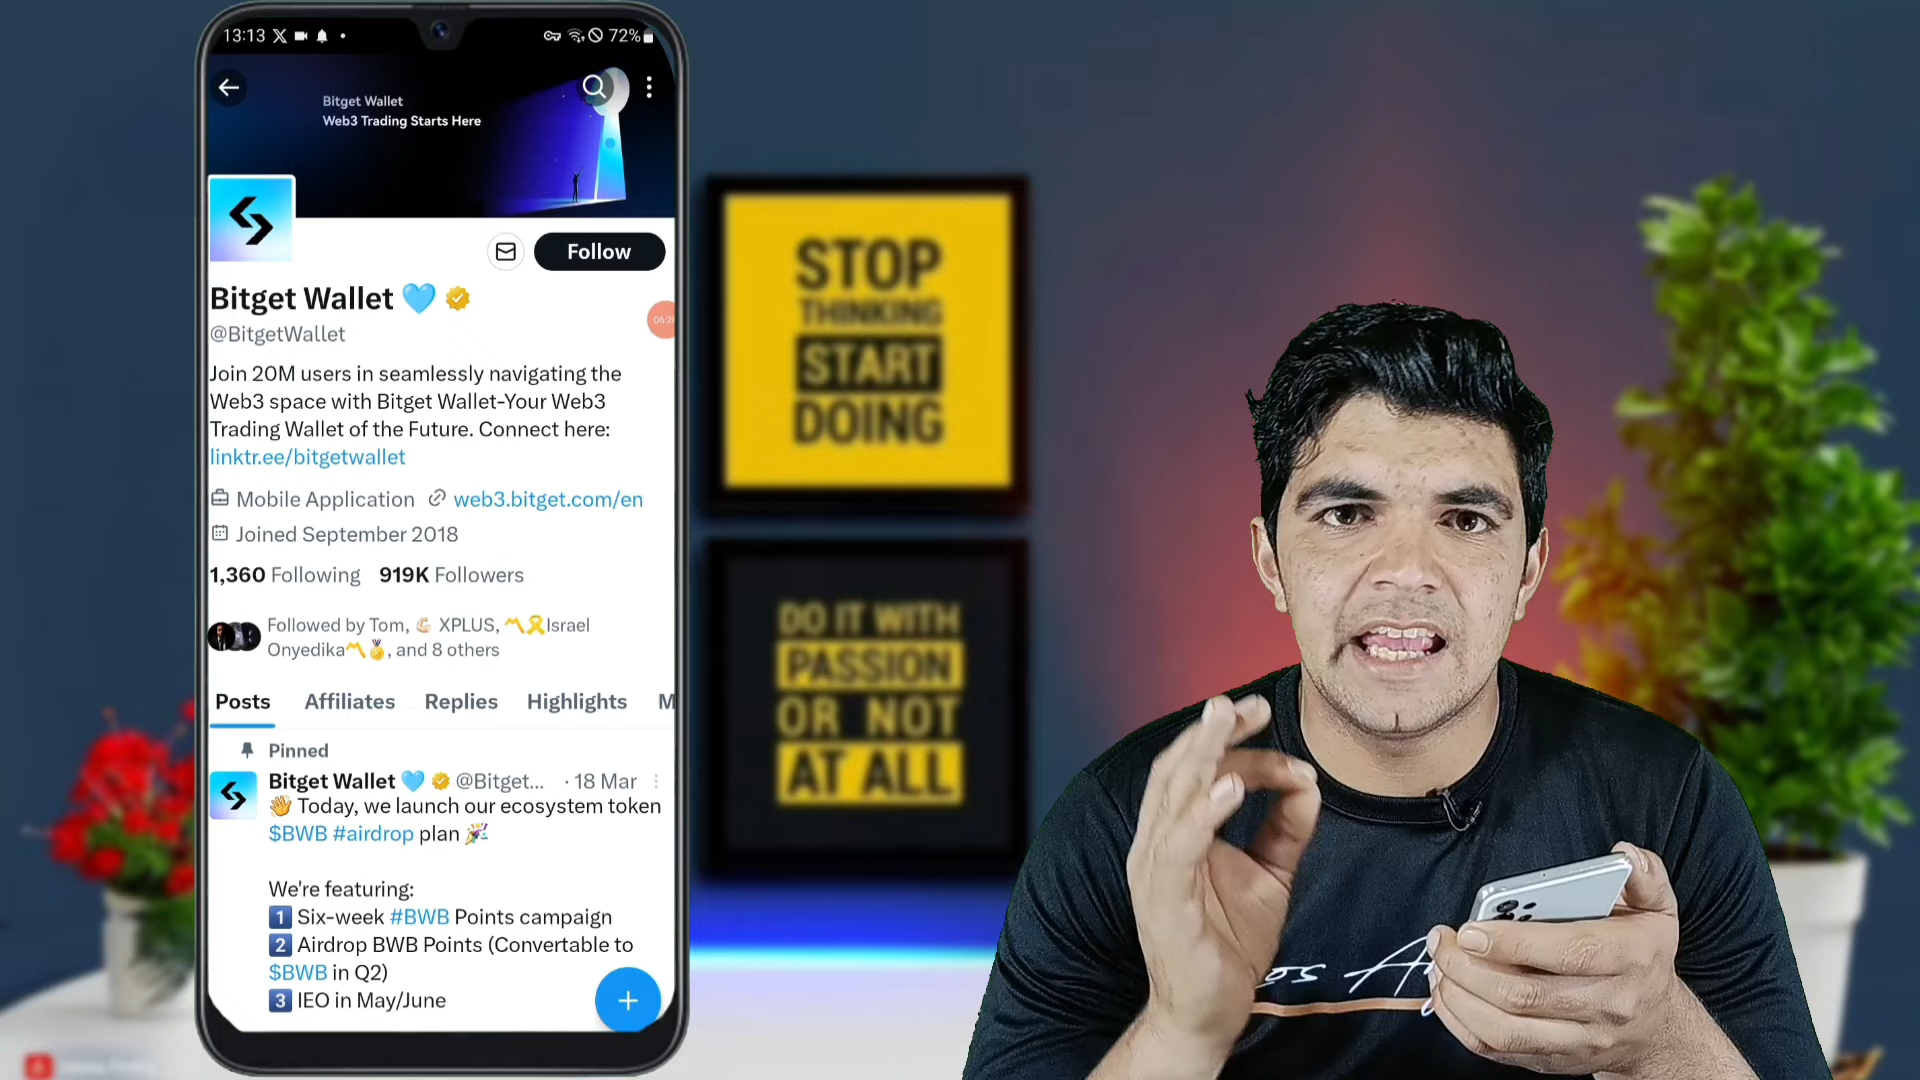 13:13
72%
Bitget Wallet
Web3 Trading Starts Here
Follow
Bitget Wallet 🩵
@BitgetWallet
Join 20M users in seamlessly navigating the
Web3 space with Bitget Wallet-Your Web3
Trading Wallet of the Future. Connect here:
linktr.ee/bitgetwallet
Mobile Application web3.bitget.com/en
Joined September 2018
1,360 Following 919K Followers
Followed by Tom, 💪🏻 XPLUS, 〽️🎗️Israel
Onyedika〽️🏅, and 8 others
Posts Affiliates Replies Highlights M
Pinned
Bitget Wallet 🩵 @Bitget... · 18 Mar
👋 Today, we launch our ecosystem token
$BWB #airdrop plan 🎉
We're featuring:
1️⃣ Six-week #BWB Points campaign
2️⃣ Airdrop BWB Points (Convertable to
$BWB in Q2)
3️⃣ IEO in May/June
STOP
THINKING
START
DOING
DO IT WITH
PASSION
OR NOT
AT ALL